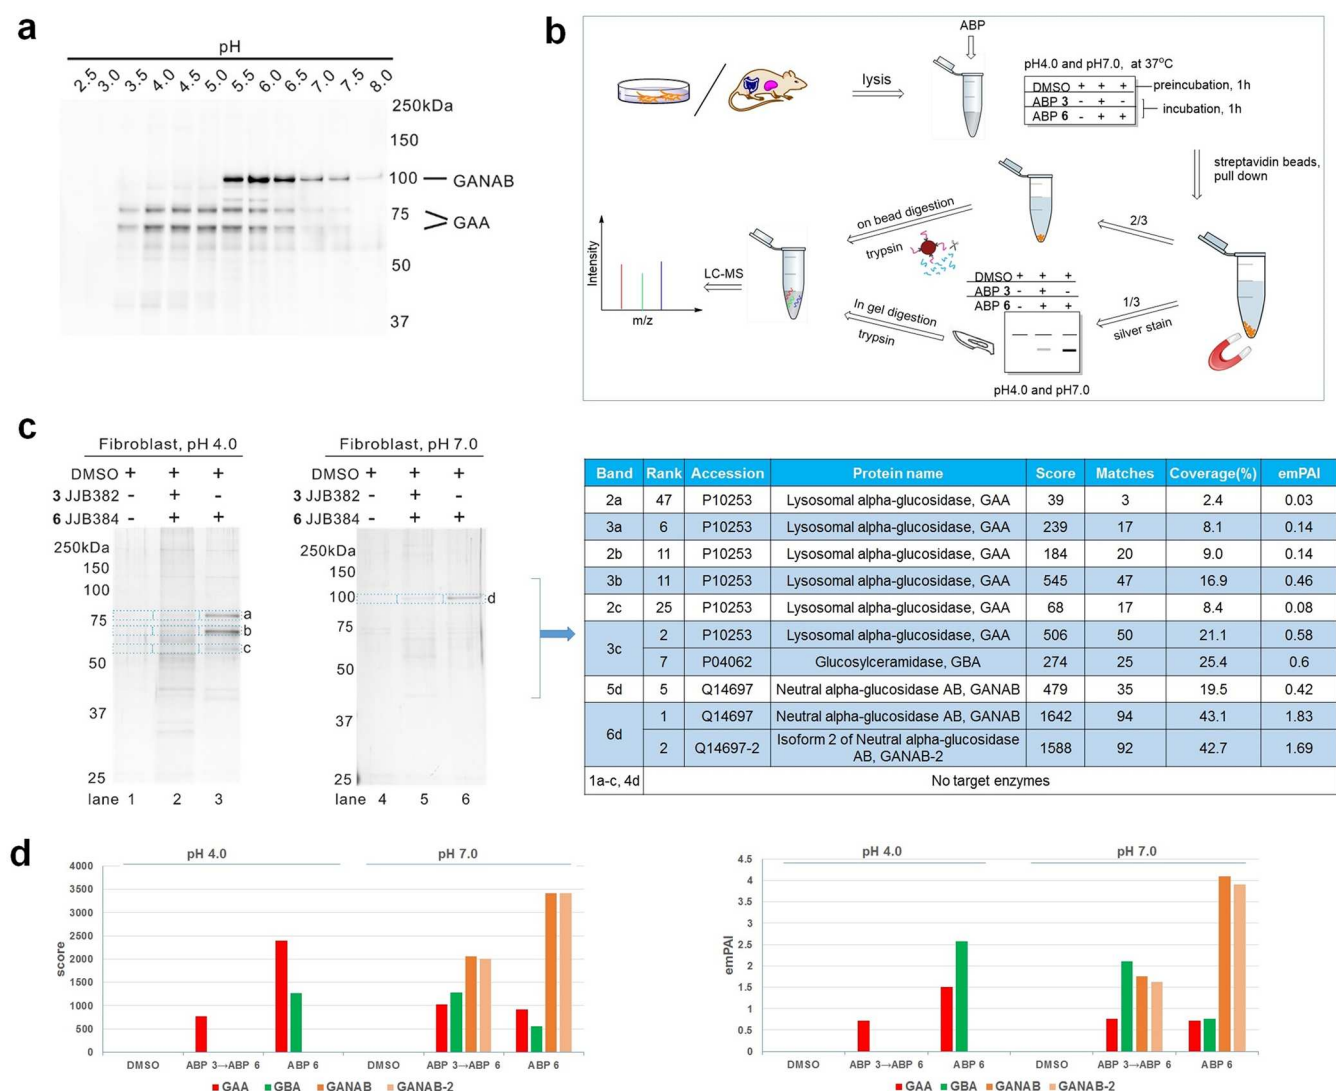 a
pH
2.5 3.0 3.5 4.0 4.5 5.0 5.5 6.0 6.5 7.0 7.5 8.0
250kDa
150
100
GANAB
75
GAA
50
37
b
ABP
lysis
pH4.0 and pH7.0, at 37°C
DMSO + + +
preincubation, 1h
ABP 3 - + -
ABP 6 - + +
incubation, 1h
streptavidin beads,
pull down
2/3
on bead digestion
trypsin
1/3
silver stain
DMSO + + +
ABP 3 - + -
ABP 6 - + +
In gel digestion
trypsin
pH4.0 and pH7.0
LC-MS
Intensity
m/z
c
Fibroblast, pH 4.0
DMSO + + +
3 JJB382 - + -
6 JJB384 - + +
250kDa
150
100
75
50
37
25
a
b
c
lane 1 2 3
Fibroblast, pH 7.0
DMSO + + +
3 JJB382 - + -
6 JJB384 - + +
250kDa
150
100
75
50
37
25
d
lane 4 5 6
Band Rank Accession Protein name Score Matches Coverage(%) emPAI
2a 47 P10253 Lysosomal alpha-glucosidase, GAA 39 3 2.4 0.03
3a 6 P10253 Lysosomal alpha-glucosidase, GAA 239 17 8.1 0.14
2b 11 P10253 Lysosomal alpha-glucosidase, GAA 184 20 9.0 0.14
3b 11 P10253 Lysosomal alpha-glucosidase, GAA 545 47 16.9 0.46
2c 25 P10253 Lysosomal alpha-glucosidase, GAA 68 17 8.4 0.08
3c 2 P10253 Lysosomal alpha-glucosidase, GAA 506 50 21.1 0.58
7 P04062 Glucosylceramidase, GBA 274 25 25.4 0.6
5d 5 Q14697 Neutral alpha-glucosidase AB, GANAB 479 35 19.5 0.42
6d 1 Q14697 Neutral alpha-glucosidase AB, GANAB 1642 94 43.1 1.83
2 Q14697-2 Isoform 2 of Neutral alpha-glucosidase
AB, GANAB-2 1588 92 42.7 1.69
1a-c, 4d No target enzymes
d
pH 4.0 pH 7.0
score
4000
3500
3000
2500
2000
1500
1000
500
0
DMSO ABP 3→ABP 6 ABP 6 DMSO ABP 3→ABP 6 ABP 6
GAA GBA GANAB GANAB-2
pH 4.0 pH 7.0
emPAI
4.5
4
3.5
3
2.5
2
1.5
1
0.5
0
DMSO ABP 3→ABP 6 ABP 6 DMSO ABP 3→ABP 6 ABP 6
GAA GBA GANAB GANAB-2